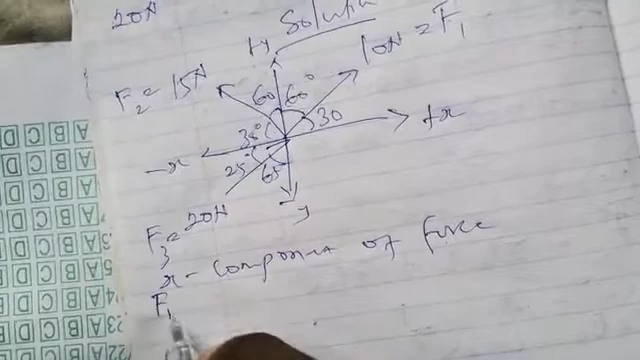 20N
Solution
+y
10N = F₁
F₂ = 15N
60
60°
30
30°
+x
-x
25°
65
-y
F₃ = 20N
x-component of force
F₁
A B C D
A B C D
A B C D
A B C D
A B C D
A B C D
A B C D
A B C D